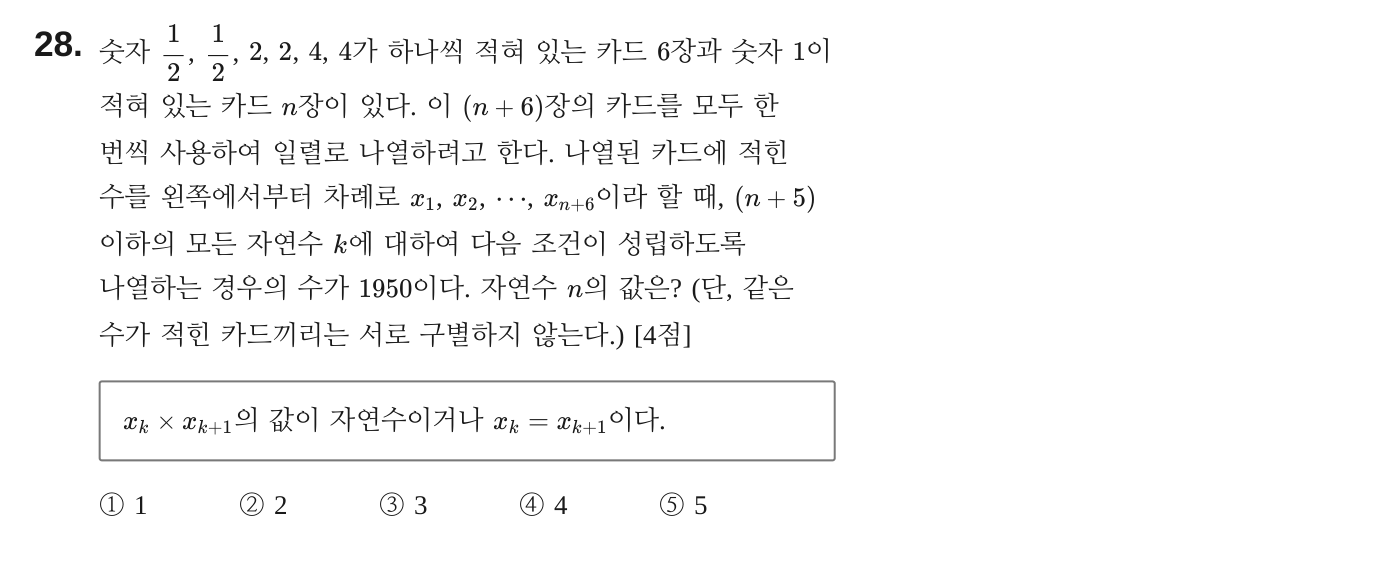 28. 숫자 1/2, 1/2, 2, 2, 4, 4가 하나씩 적혀 있는 카드 6장과 숫자 1이
적혀 있는 카드 n장이 있다. 이 (n + 6)장의 카드를 모두 한
번씩 사용하여 일렬로 나열하려고 한다. 나열된 카드에 적힌
수를 왼쪽에서부터 차례로 x₁, x₂, ⋯, xₙ₊₆이라 할 때, (n + 5)
이하의 모든 자연수 k에 대하여 다음 조건이 성립하도록
나열하는 경우의 수가 1950이다. 자연수 n의 값은? (단, 같은
수가 적힌 카드끼리는 서로 구별하지 않는다.) [4점]
xₖ × xₖ₊₁의 값이 자연수이거나 xₖ = xₖ₊₁이다.
① 1 ② 2 ③ 3 ④ 4 ⑤ 5